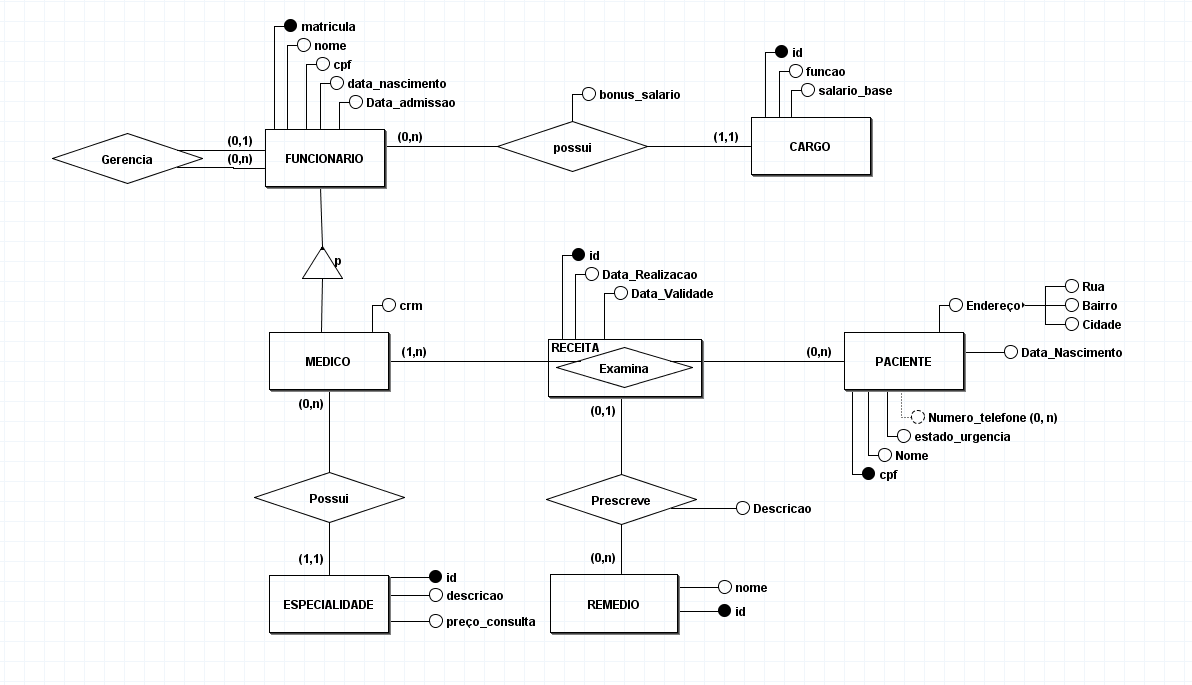 matricula
nome
cpf
data_nascimento
Data_admissao
(0,1)
(0,n)
Gerencia
FUNCIONARIO
(0,n)
bonus_salario
possui
(1,1)
id
funcao
salario_base
CARGO
p
crm
MEDICO
(1,n)
id
Data_Realizacao
Data_Validade
RECEITA
Examina
(0,n)
PACIENTE
Endereço
Rua
Bairro
Cidade
Data_Nascimento
Numero_telefone (0, n)
estado_urgencia
Nome
cpf
(0,n)
Possui
(1,1)
ESPECIALIDADE
id
descricao
preço_consulta
(0,1)
Prescreve
Descricao
(0,n)
REMEDIO
nome
id